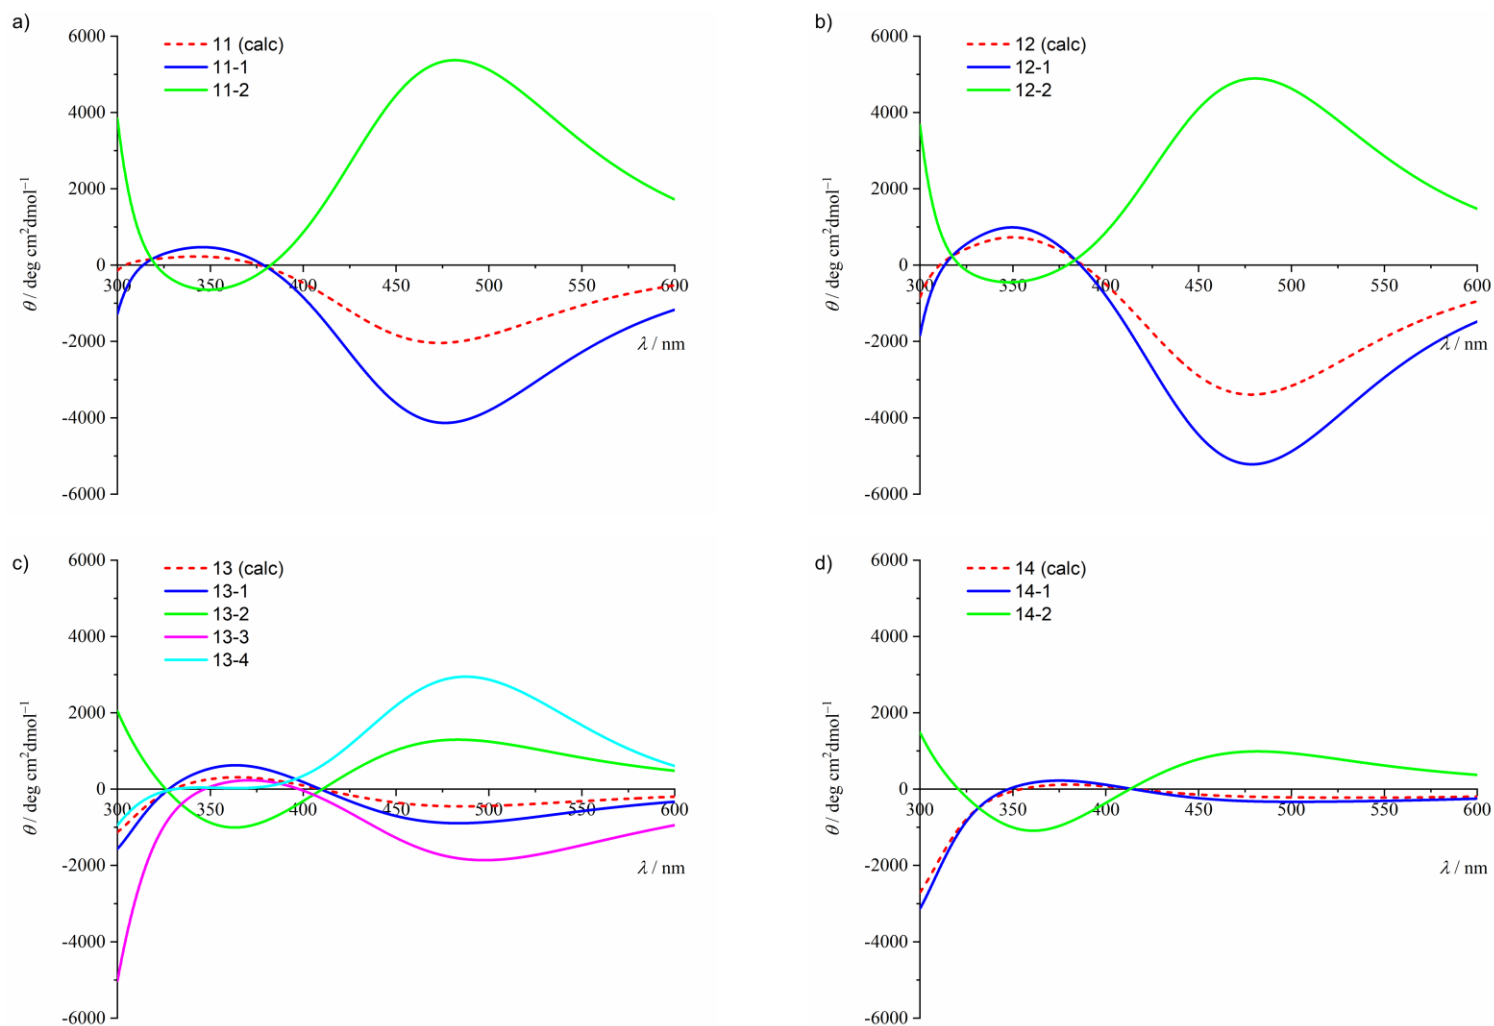 a)
6000
4000
2000
0
-2000
-4000
-6000
θ / deg cm²dmol⁻¹
11 (calc)
11-1
11-2
300 350 400 450 500 550 600
λ / nm
b)
6000
4000
2000
0
-2000
-4000
-6000
θ / deg cm²dmol⁻¹
12 (calc)
12-1
12-2
300 350 400 450 500 550 600
λ / nm
c)
6000
4000
2000
0
-2000
-4000
-6000
θ / deg cm²dmol⁻¹
13 (calc)
13-1
13-2
13-3
13-4
300 350 400 450 500 550 600
λ / nm
d)
6000
4000
2000
0
-2000
-4000
-6000
θ / deg cm²dmol⁻¹
14 (calc)
14-1
14-2
300 350 400 450 500 550 600
λ / nm